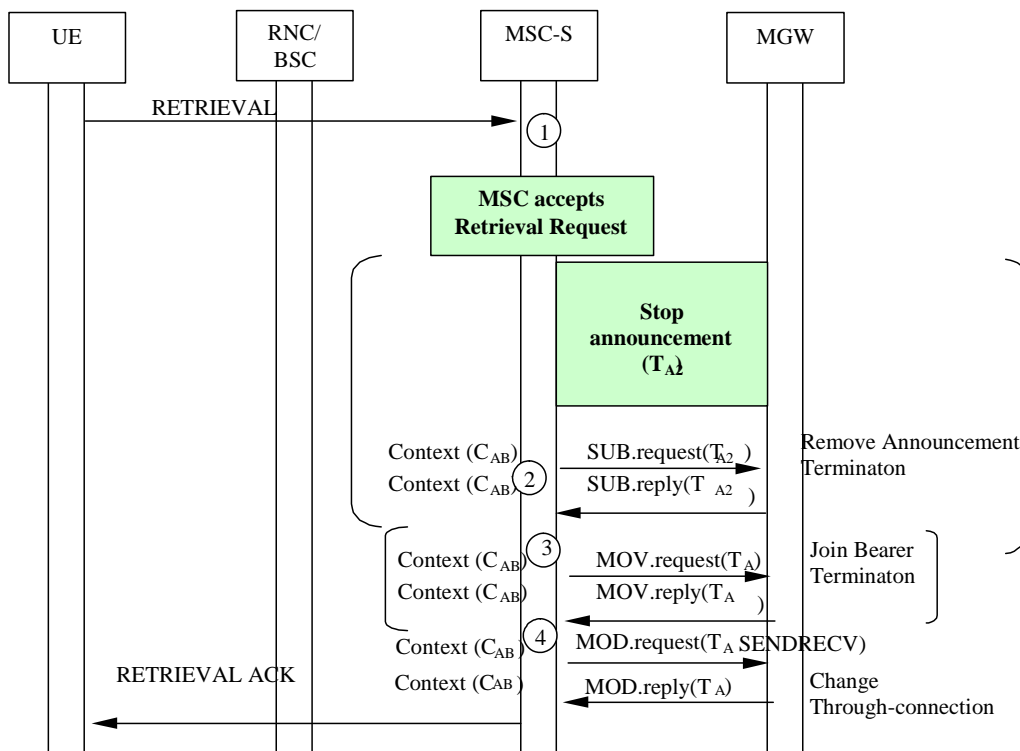 UE
RNC/
BSC
MSC-S
MGW
RETRIEVAL
1
MSC accepts
Retrieval Request
Stop
announcement
(TA2)
Context (CAB)
SUB.request(TA2)
Remove Announcement
Terminaton
2
Context (CAB)
SUB.reply(TA2)
3
Join Bearer
Terminaton
Context (CAB)
MOV.request(TA)
Context (CAB)
MOV.reply(TA)
4
Context (CAB)
MOD.request(TA SENDRECV)
RETRIEVAL ACK
Context (CAB)
MOD.reply(TA)
Change
Through-connection